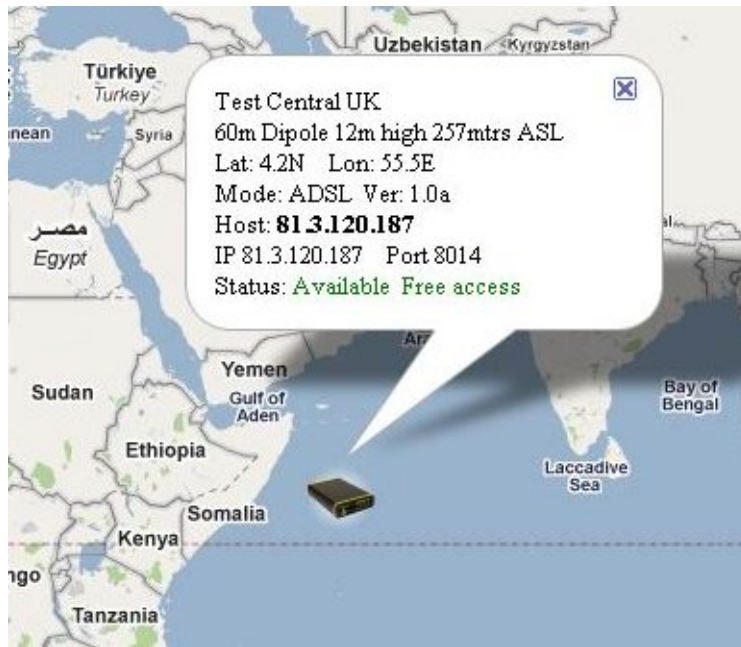 Uzbekistan
Kyrgyzstan
Türkiye
Turkey
nean
Syria
Test Central UK
60m Dipole 12m high 257mtrs ASL
Lat: 4.2N Lon: 55.5E
Mode: ADSL Ver: 1.0a
Host: 81.3.120.187
IP 81.3.120.187 Port 8014
Status: Available Free access
مصر
Egypt
al
Ara
Yemen
Gulf of
Aden
Sudan
Bay of
Bengal
Ethiopia
Laccadive
Sea
Somalia
Kenya
ngo
Tanzania